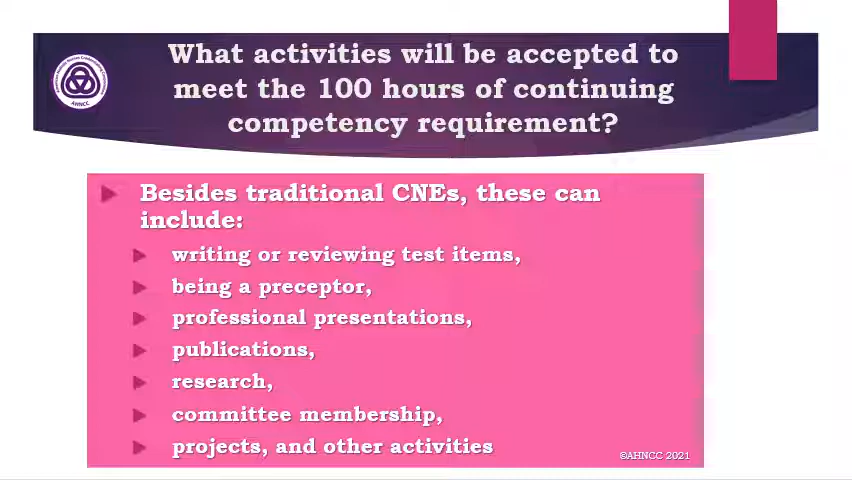 What activities will be accepted to
meet the 100 hours of continuing
competency requirement?
AHNCC
Besides traditional CNEs, these can
include:
writing or reviewing test items,
being a preceptor,
professional presentations,
publications,
research,
committee membership,
projects, and other activities
©AHNCC 2021